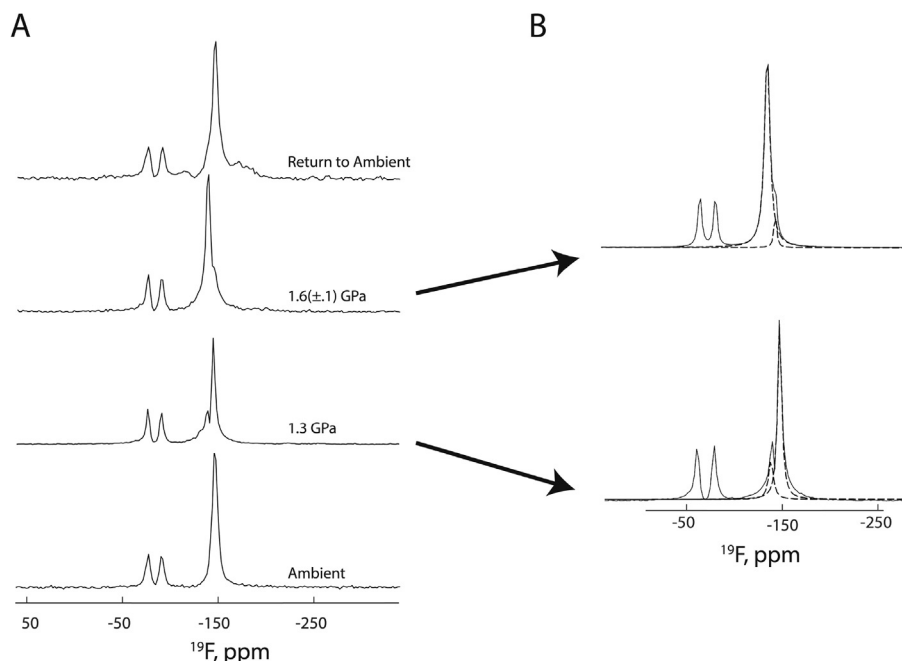 A
B
Return to Ambient
1.6(±.1) GPa
1.3 GPa
Ambient
50 -50 -150 -250
¹⁹F, ppm
-50 -150 -250
¹⁹F, ppm